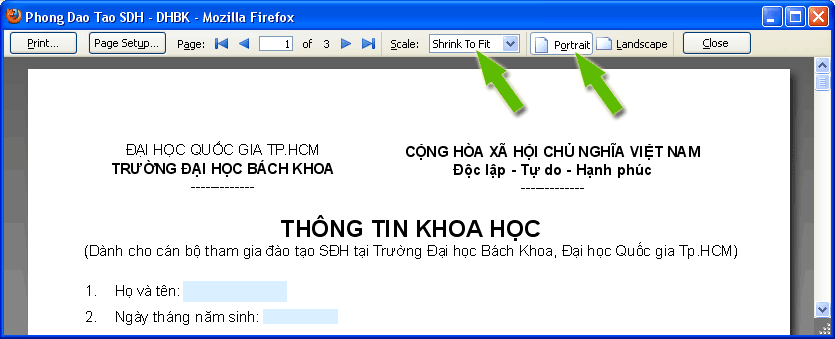 Phong Dao Tao SDH - DHBK - Mozilla Firefox
Print... Page Setup... Page: 1 of 3 Scale: Shrink To Fit Portrait Landscape Close
ĐẠI HỌC QUỐC GIA TP.HCM CỘNG HÒA XÃ HỘI CHỦ NGHĨA VIỆT NAM
TRƯỜNG ĐẠI HỌC BÁCH KHOA Độc lập - Tự do - Hạnh phúc
------------- -------------
THÔNG TIN KHOA HỌC
(Dành cho cán bộ tham gia đào tạo SĐH tại Trường Đại học Bách Khoa, Đại học Quốc gia Tp.HCM)
1. Họ và tên:
2. Ngày tháng năm sinh: